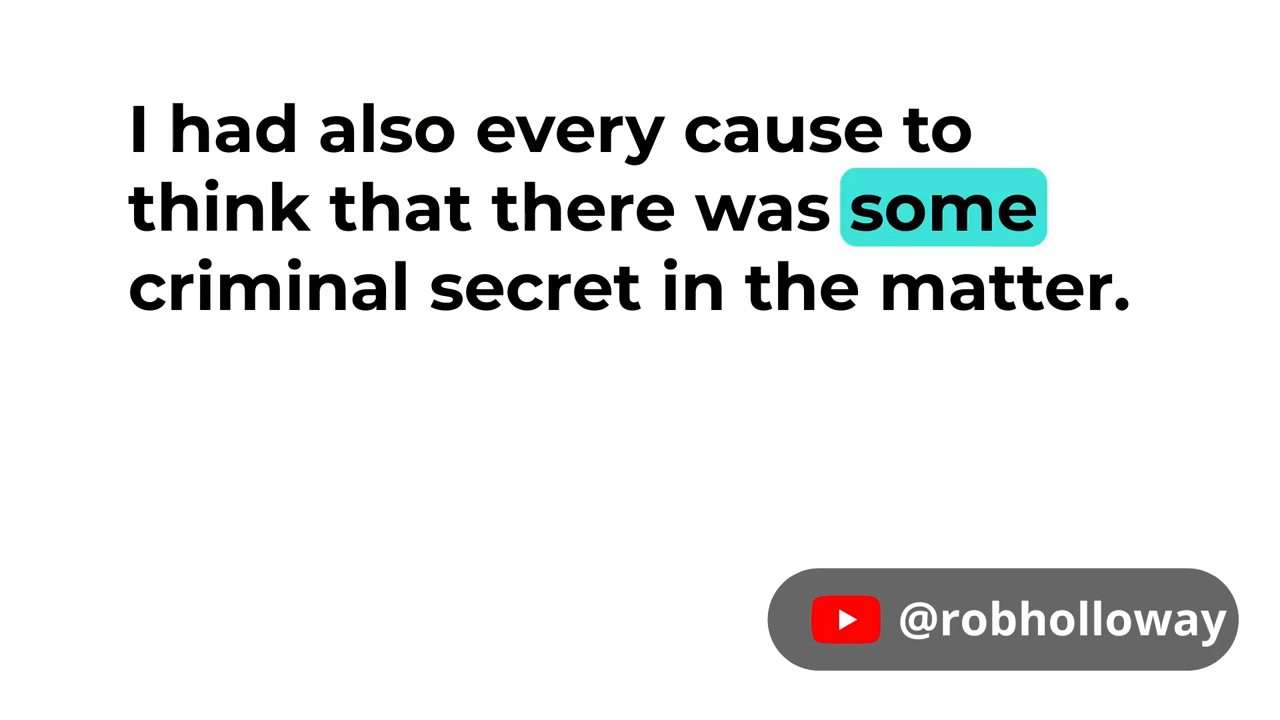 I had also every cause to
think that there was some
criminal secret in the matter.
@robholloway